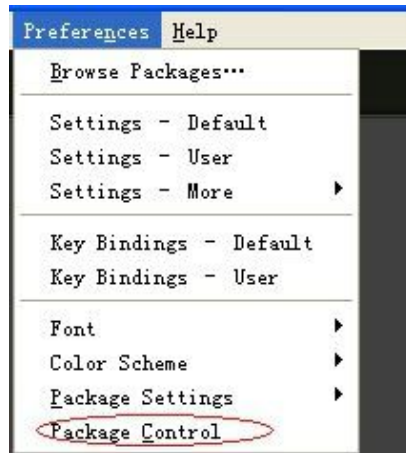 Preferences Help
Browse Packages…
Settings - Default
Settings - User
Settings - More
Key Bindings - Default
Key Bindings - User
Font
Color Scheme
Package Settings
Package Control